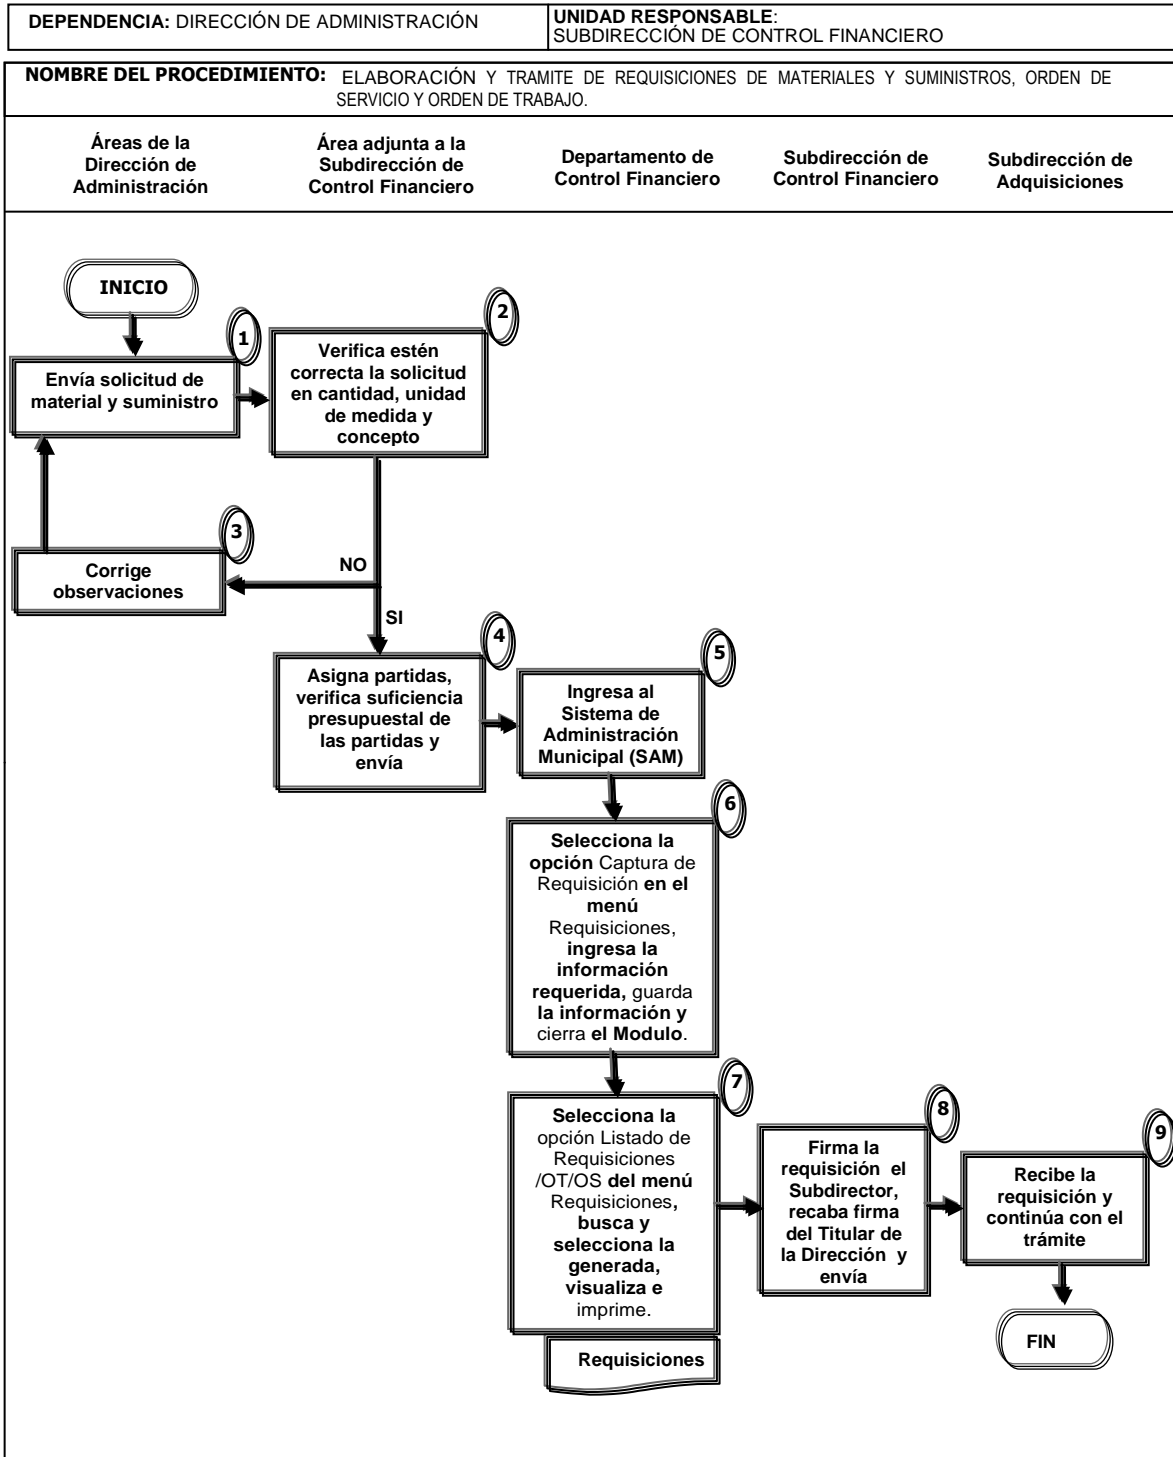 DEPENDENCIA: DIRECCIÓN DE ADMINISTRACIÓN
UNIDAD RESPONSABLE:
SUBDIRECCIÓN DE CONTROL FINANCIERO
NOMBRE DEL PROCEDIMIENTO: ELABORACIÓN Y TRAMITE DE REQUISICIONES DE MATERIALES Y SUMINISTROS, ORDEN DE
SERVICIO Y ORDEN DE TRABAJO.
Áreas de la
Dirección de
Administración
Área adjunta a la
Subdirección de
Control Financiero
Departamento de
Control Financiero
Subdirección de
Control Financiero
Subdirección de
Adquisiciones
INICIO
1
Envía solicitud de
material y suministro
2
Verifica estén
correcta la solicitud
en cantidad, unidad
de medida y
concepto
3
Corrige
observaciones
NO
SI
4
Asigna partidas,
verifica suficiencia
presupuestal de
las partidas y
envía
5
Ingresa al
Sistema de
Administración
Municipal (SAM)
6
Selecciona la
opción Captura de
Requisición en el
menú
Requisiciones,
ingresa la
información
requerida, guarda
la información y
cierra el Modulo.
7
Selecciona la
opción Listado de
Requisiciones
/OT/OS del menú
Requisiciones,
busca y
selecciona la
generada,
visualiza e
imprime.
Requisiciones
8
Firma la
requisición el
Subdirector,
recaba firma
del Titular de
la Dirección y
envía
9
Recibe la
requisición y
continúa con el
trámite
FIN